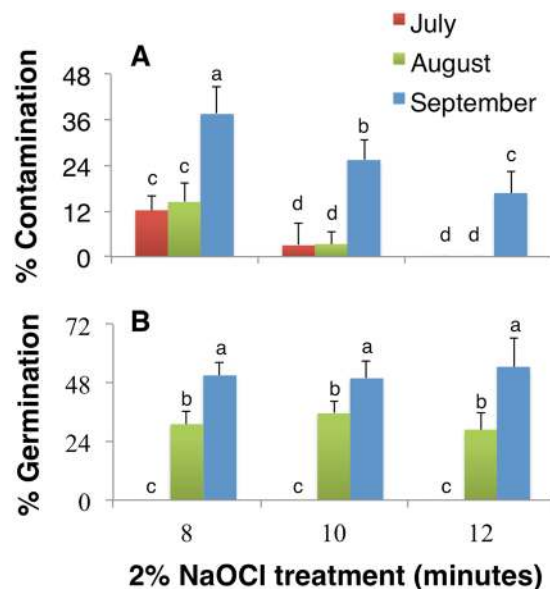 July
August
September
A
% Contamination
48
36
24
12
0
c c a
d d b
d d c
B
% Germination
72
48
24
0
c b a
c b a
c b a
8 10 12
2% NaOCl treatment (minutes)